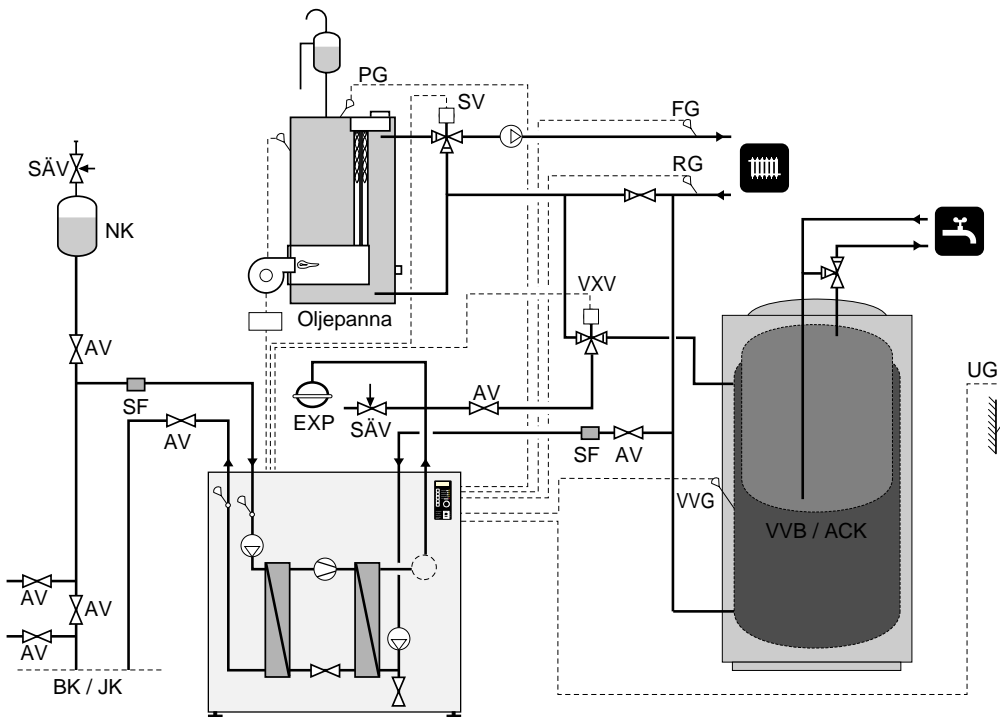 PG
SV
FG
SÄV
NK
RG
VXV
Oljepanna
AV
UG
SF
EXP
SÄV
AV
AV
SF
AV
VVG
VVB / ACK
AV
AV
AV
BK / JK